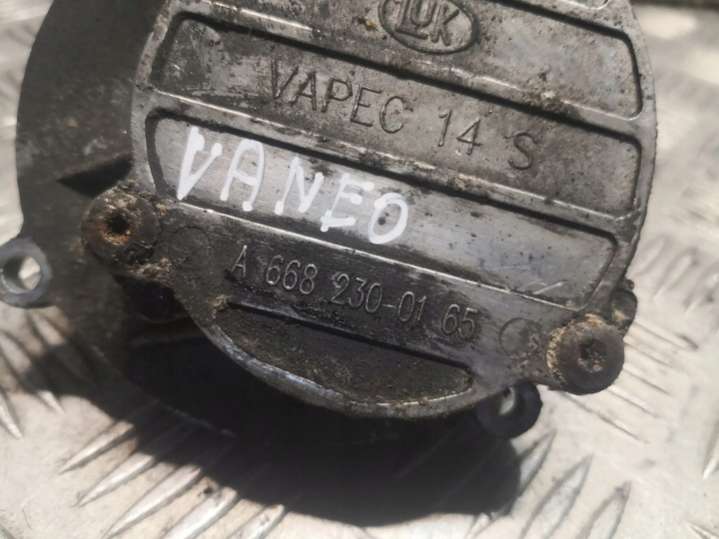 LUK
VAPEC 14 S
VANEO
A 668 230-01 65